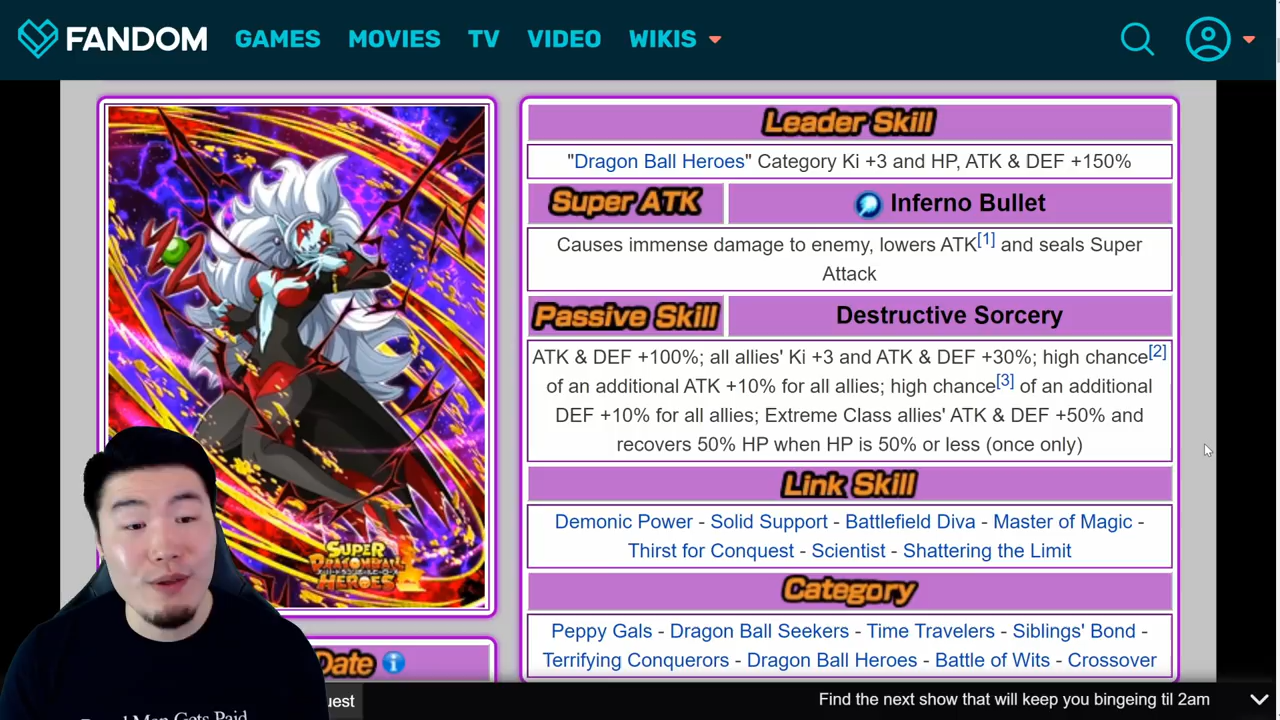 FANDOM GAMES MOVIES TV VIDEO WIKIS
Leader Skill
"Dragon Ball Heroes" Category Ki +3 and HP, ATK & DEF +150%
Super ATK
Inferno Bullet
Causes immense damage to enemy, lowers ATK[1] and seals Super
Attack
Passive Skill
Destructive Sorcery
ATK & DEF +100%; all allies' Ki +3 and ATK & DEF +30%; high chance[2]
of an additional ATK +10% for all allies; high chance[3] of an additional
DEF +10% for all allies; Extreme Class allies' ATK & DEF +50% and
recovers 50% HP when HP is 50% or less (once only)
Link Skill
Demonic Power - Solid Support - Battlefield Diva - Master of Magic -
Thirst for Conquest - Scientist - Shattering the Limit
Category
Peppy Gals - Dragon Ball Seekers - Time Travelers - Siblings' Bond -
Terrifying Conquerors - Dragon Ball Heroes - Battle of Wits - Crossover
SUPER
DRAGONBALL
HEROES
Date i
uest
Find the next show that will keep you bingeing til 2am
Men Gets Paid